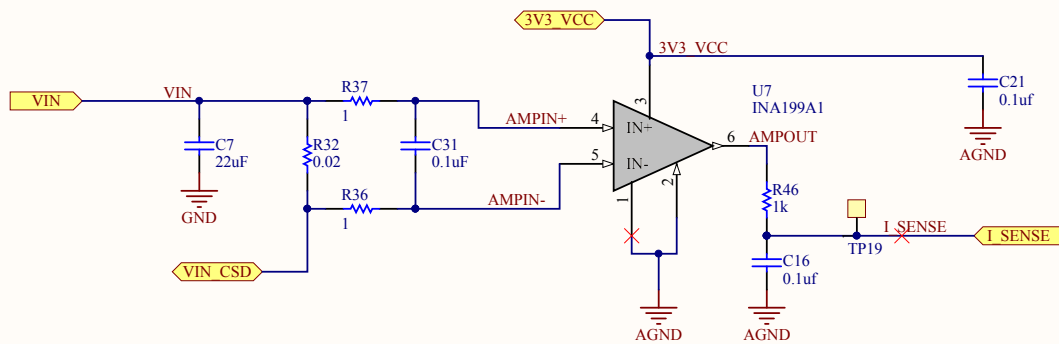 3V3_VCC
3V3_VCC
VIN
VIN
R37
1
C7
22uF
R32
0.02
C31
0.1uF
AMPIN+
4
IN+
3
U7
INA199A1
6
AMPOUT
C21
0.1uf
AGND
5
IN-
2
1
GND
R36
1
AMPIN-
R46
1k
VIN_CSD
TP19
I_SENSE
I_SENSE
C16
0.1uf
AGND
AGND